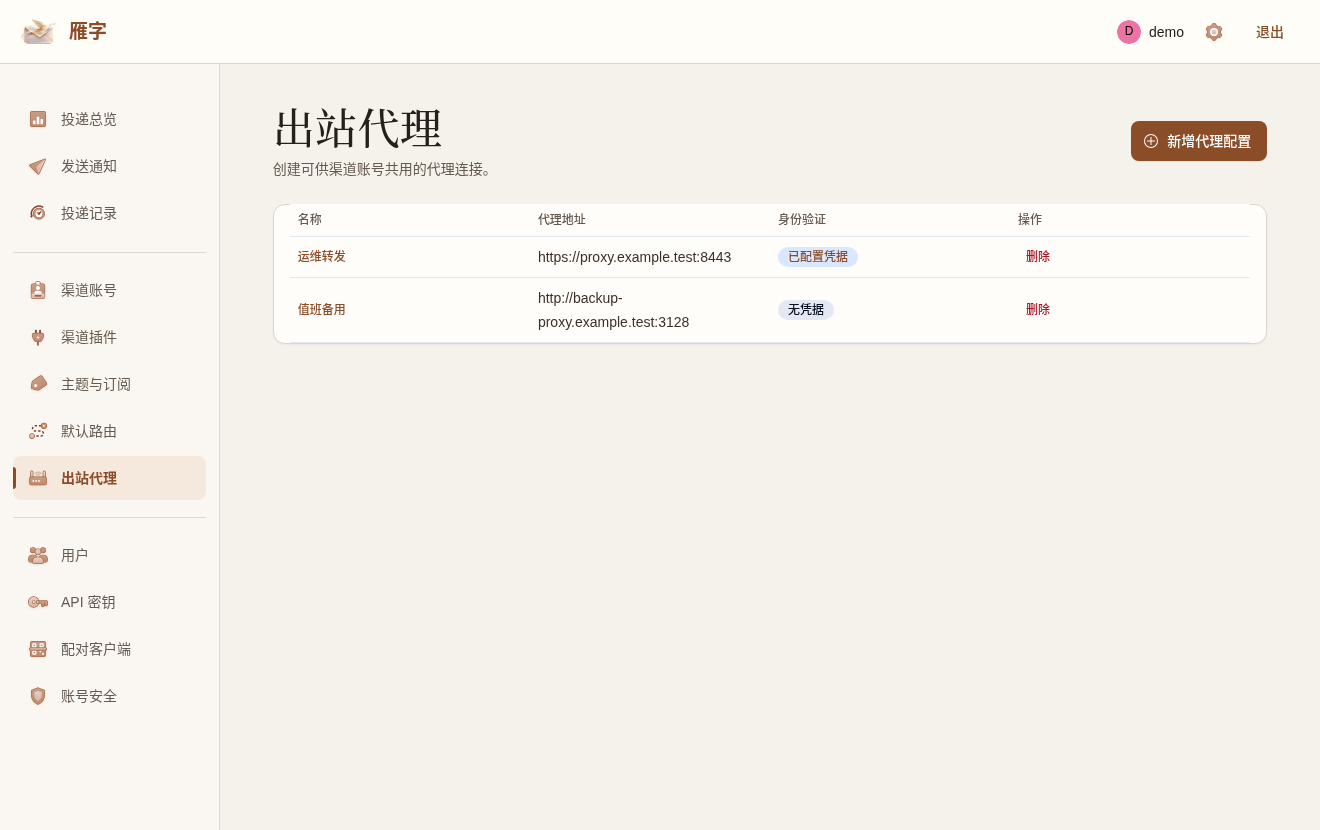 雁字
D demo 退出
投递总览
发送通知
投递记录
渠道账号
渠道插件
主题与订阅
默认路由
出站代理
用户
API 密钥
配对客户端
账号安全
出站代理
创建可供渠道账号共用的代理连接。
新增代理配置
名称 代理地址 身份验证 操作
运维转发 https://proxy.example.test:8443 已配置凭据 删除
值班备用 http://backup-
proxy.example.test:3128 无凭据 删除